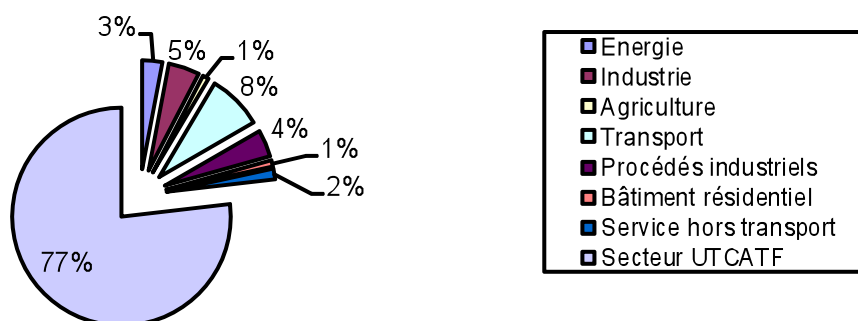 3%
5%
1%
8%
4%
1%
2%
77%
Energie
Industrie
Agriculture
Transport
Procédés industriels
Bâtiment résidentiel
Service hors transport
Secteur UTCATF